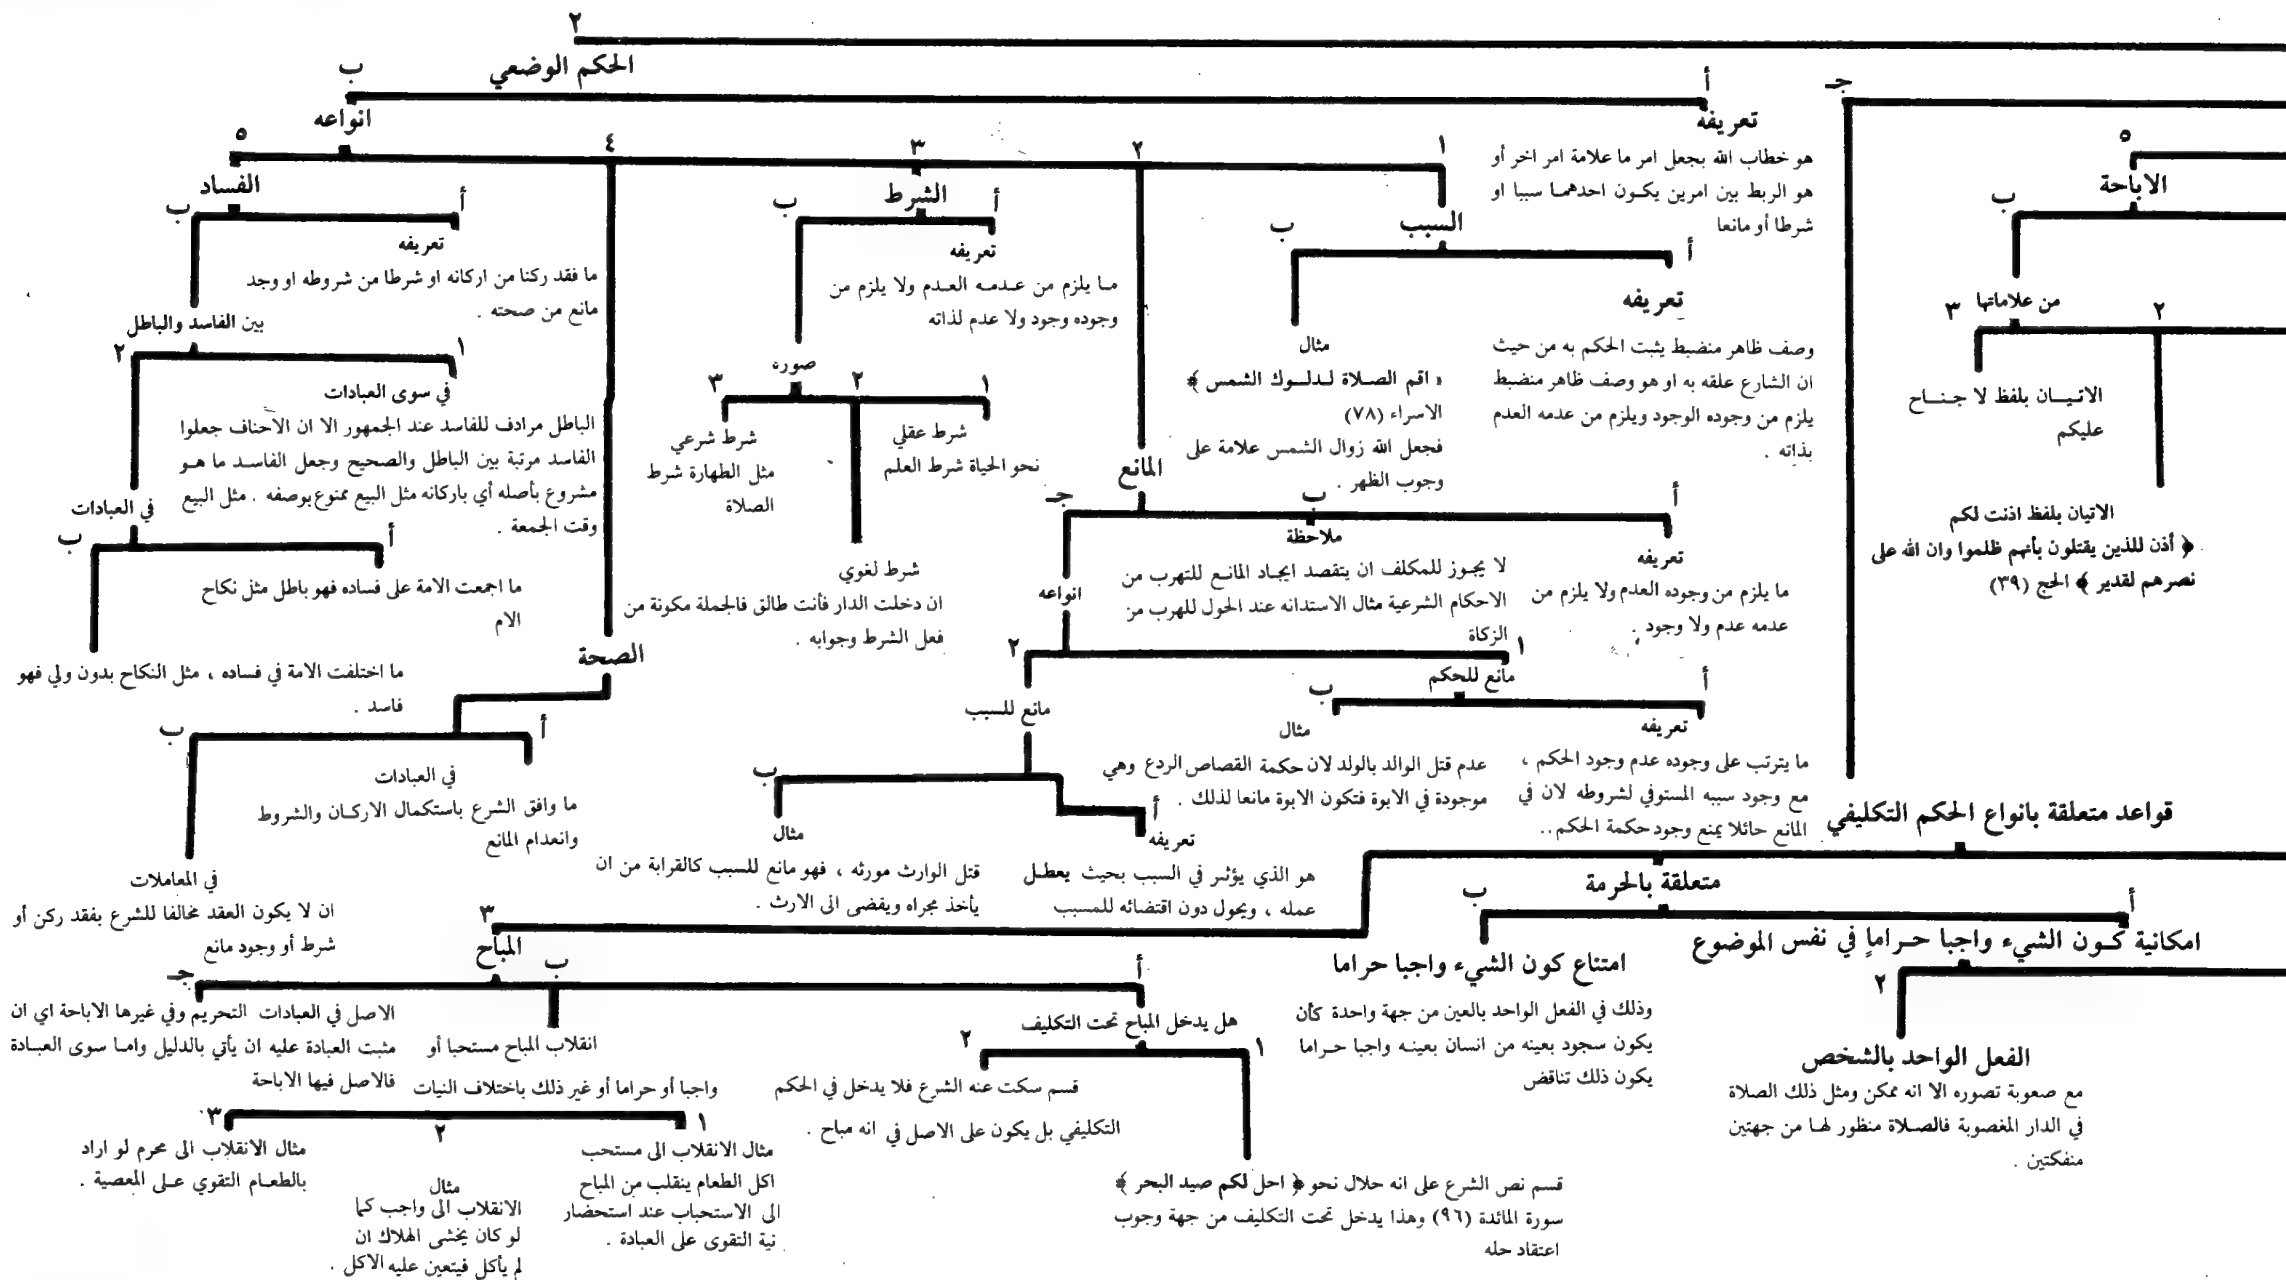 ٢
الحكم الوضعي
أ
تعريفه
هو خطاب الله بجعل امر ما علامة امر اخر أو
هو الربط بين امرين يكون احدهما سببا او
شرطا أو مانعا
ب
انواعه
١
السبب
أ
تعريفه
وصف ظاهر منضبط يثبت الحكم به من حيث
ان الشارع علقه به او هو وصف ظاهر منضبط
يلزم من وجوده الوجود ويلزم من عدمه العدم
بذاته .
ب
مثال
« اقم الصلاة لدلوك الشمس ﴾
الاسراء (٧٨)
فجعل الله زوال الشمس علامة على
وجوب الظهر .
٢
المانع
أ
تعريفه
ما يلزم من وجوده العدم ولا يلزم من
عدمه عدم ولا وجود .
ب
ملاحظة
لا يجوز للمكلف ان يتقصد ايجاد المانع للتهرب من
الاحكام الشرعية مثال الاستدانه عند الحول للهرب من
الزكاة
جـ
انواعه
١
مانع للحكم
أ
تعريفه
ما يترتب على وجوده عدم وجود الحكم ،
مع وجود سببه المستوفي لشروطه لان في
المانع حائلا يمنع وجود حكمة الحكم ..
ب
مثال
عدم قتل الوالد بالولد لان حكمة القصاص الردع وهي
موجودة في الابوة فتكون الابوة مانعا لذلك .
٢
مانع للسبب
أ
تعريفه
هو الذي يؤثر في السبب بحيث يعطل
عمله ، ويحول دون اقتضائه للمسبب
ب
مثال
قتل الوارث مورثه ، فهو مانع للسبب كالقرابة من ان
يأخذ مجراه ويفضى الى الارث .
٣
الشرط
أ
تعريفه
ما يلزم من عدمه العدم ولا يلزم من
وجوده وجود ولا عدم لذاته
ب
صوره
١
شرط عقلي
نحو الحياة شرط العلم
٢
شرط لغوي
ان دخلت الدار فأنت طالق فالجملة مكونة من
فعل الشرط وجوابه .
٣
شرط شرعي
مثل الطهارة شرط
الصلاة
٤
الصحة
أ
في العبادات
ما وافق الشرع باستكمال الاركان والشروط
وانعدام المانع
ب
في المعاملات
ان لا يكون العقد مخالفا للشرع بفقد ركن أو
شرط أو وجود مانع
٥
الفساد
أ
تعريفه
ما فقد ركنا من اركانه او شرطا من شروطه او وجد
مانع من صحته .
ب
بين الفاسد والباطل
١
في سوى العبادات
الباطل مرادف للفاسد عند الجمهور الا ان الاحناف جعلوا
الفاسد مرتبة بين الباطل والصحيح وجعل الفاسد ما هو
مشروع بأصله أي باركانه مثل البيع ممنوع بوصفه . مثل البيع
وقت الجمعة .
٢
في العبادات
أ
ما اجمعت الامة على فساده فهو باطل مثل نكاح
الام
ب
ما اختلفت الامة في فساده ، مثل النكاح بدون ولي فهو
فاسد .
٥
الاباحة
ب
من علاماتها
٢
الاتيان بلفظ اذنت لكم
﴿ أذن للذين يقتلون بأنهم ظلموا وان الله على
نصرهم لقدير ﴾ الحج (٣٩)
٣
الاتيان بلفظ لا جناح
عليكم
جـ
قواعد متعلقة بانواع الحكم التكليفي
متعلقة بالحرمة
أ
امكانية كون الشيء واجبا حراما في نفس الموضوع
٢
الفعل الواحد بالشخص
مع صعوبة تصوره الا انه ممكن ومثل ذلك الصلاة
في الدار المغصوبة فالصلاة منظور لها من جهتين
منفكتين .
ب
امتناع كون الشيء واجبا حراما
وذلك في الفعل الواحد بالعين من جهة واحدة كأن
يكون سجود بعينه من انسان بعينه واجبا حراما
يكون ذلك تناقض
٣
المباح
أ
هل يدخل المباح تحت التكليف
١
قسم نص الشرع على انه حلال نحو ﴿ احل لكم صيد البحر ﴾
سورة المائدة (٩٦) وهذا يدخل تحت التكليف من جهة وجوب
اعتقاد حله
٢
قسم سكت عنه الشرع فلا يدخل في الحكم
التكليفي بل يكون على الاصل في انه مباح .
ب
انقلاب المباح مستحبا أو
واجبا أو حراما أو غير ذلك باختلاف النيات
١
مثال الانقلاب الى مستحب
اكل الطعام ينقلب من المباح
الى الاستحباب عند استحضار
نية التقوى على العبادة .
٢
مثال
الانقلاب الى واجب كما
لو كان يخشى الهلاك ان
لم يأكل فيتعين عليه الاكل .
٣
مثال الانقلاب الى محرم لو اراد
بالطعام التقوي على المعصية .
جـ
الاصل في العبادات التحريم وفي غيرها الاباحة اي ان
مثبت العبادة عليه ان يأتي بالدليل واما سوى العبادة
فالاصل فيها الاباحة